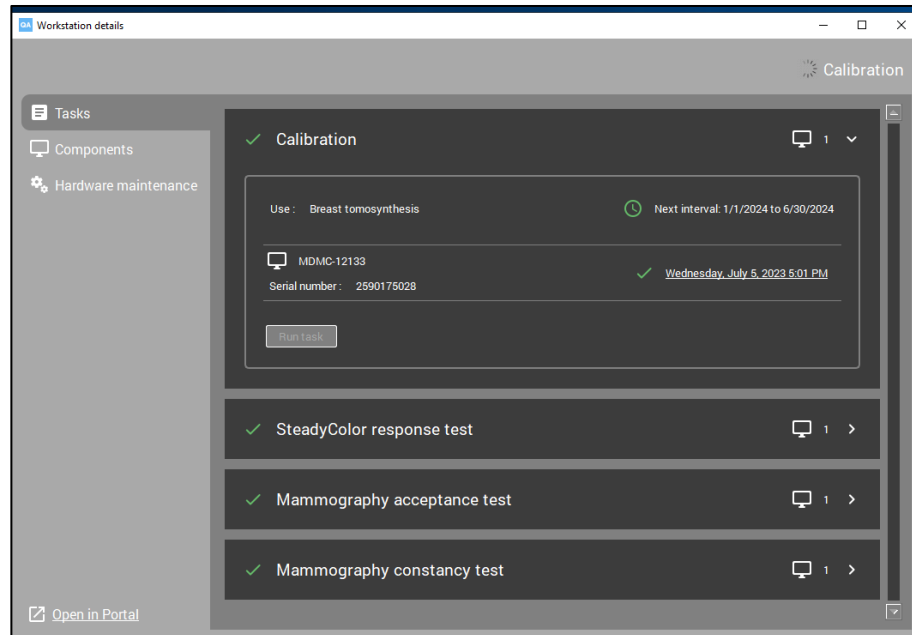 QA Workstation details
Calibration
Tasks
Components
Hardware maintenance
Calibration 1
Use : Breast tomosynthesis Next interval: 1/1/2024 to 6/30/2024
MDMC-12133
Serial number : 2590175028 Wednesday, July 5, 2023 5:01 PM
Run task
SteadyColor response test 1
Mammography acceptance test 1
Mammography constancy test 1
Open in Portal